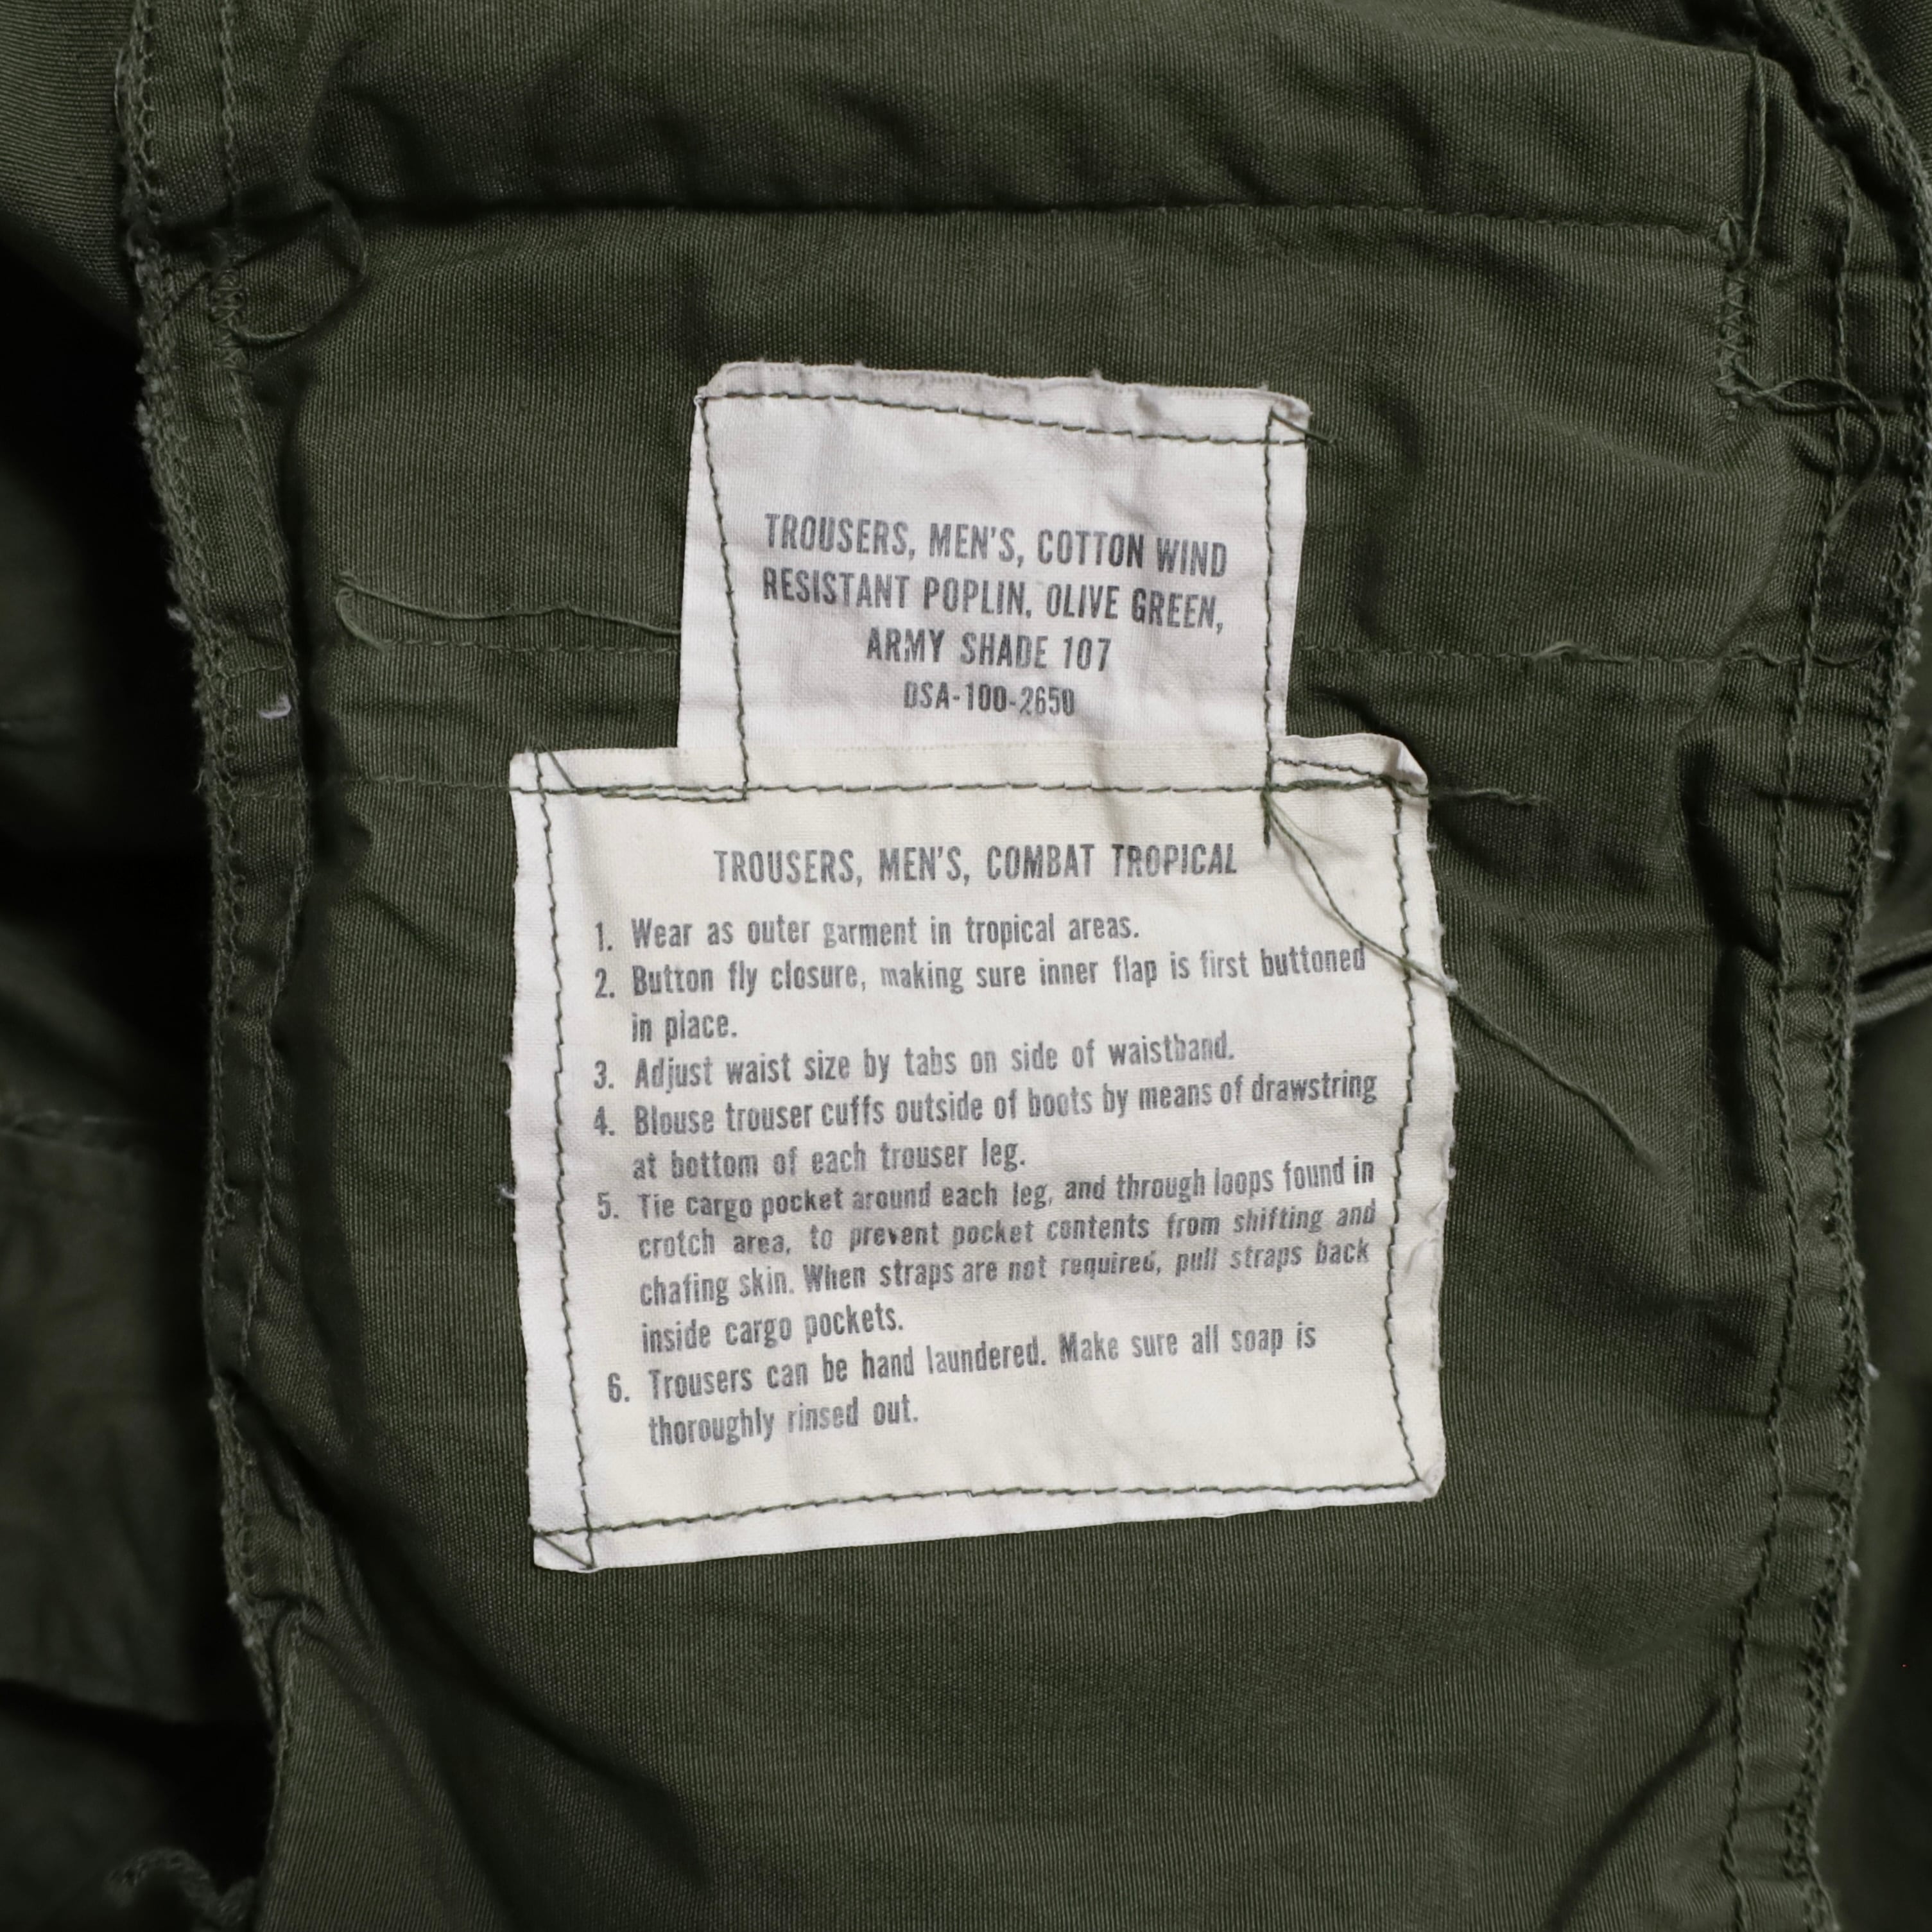 TROUSERS, MEN'S, COTTON WIND
RESISTANT POPLIN, OLIVE GREEN,
ARMY SHADE 107
DSA-100-2650
TROUSERS, MEN'S, COMBAT TROPICAL
1. Wear as outer garment in tropical areas.
2. Button fly closure, making sure inner flap is first buttoned
in place.
3. Adjust waist size by tabs on side of waistband.
4. Blouse trouser cuffs outside of boots by means of drawstring
at bottom of each trouser leg.
5. Tie cargo pocket around each leg, and through loops found in
crotch area, to prevent pocket contents from shifting and
chafing skin. When straps are not required, pull straps back
inside cargo pockets.
6. Trousers can be hand laundered. Make sure all soap is
thoroughly rinsed out.